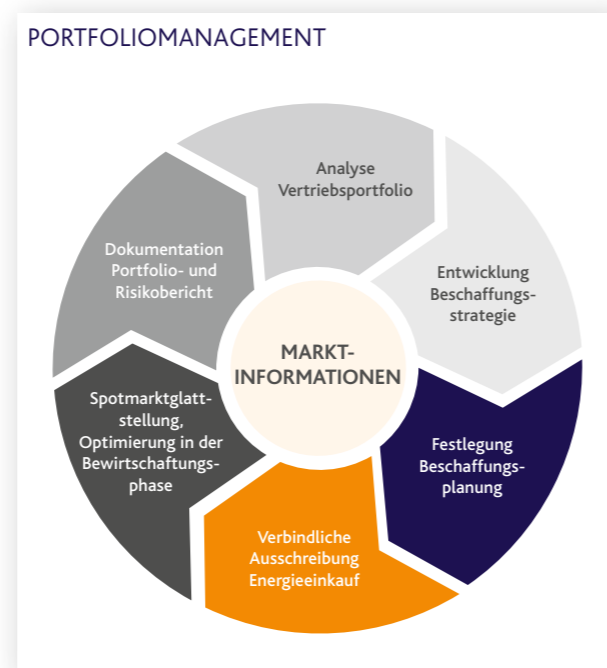 PORTFOLIOMANAGEMENT
Analyse
Vertriebsportfolio
Entwicklung
Beschaffungs-
strategie
Festlegung
Beschaffungs-
planung
Verbindliche
Ausschreibung
Energieeinkauf
Spotmarktglatt-
stellung,
Optimierung in der
Bewirtschaftungs-
phase
Dokumentation
Portfolio- und
Risikobericht
MARKT-
INFORMATIONEN